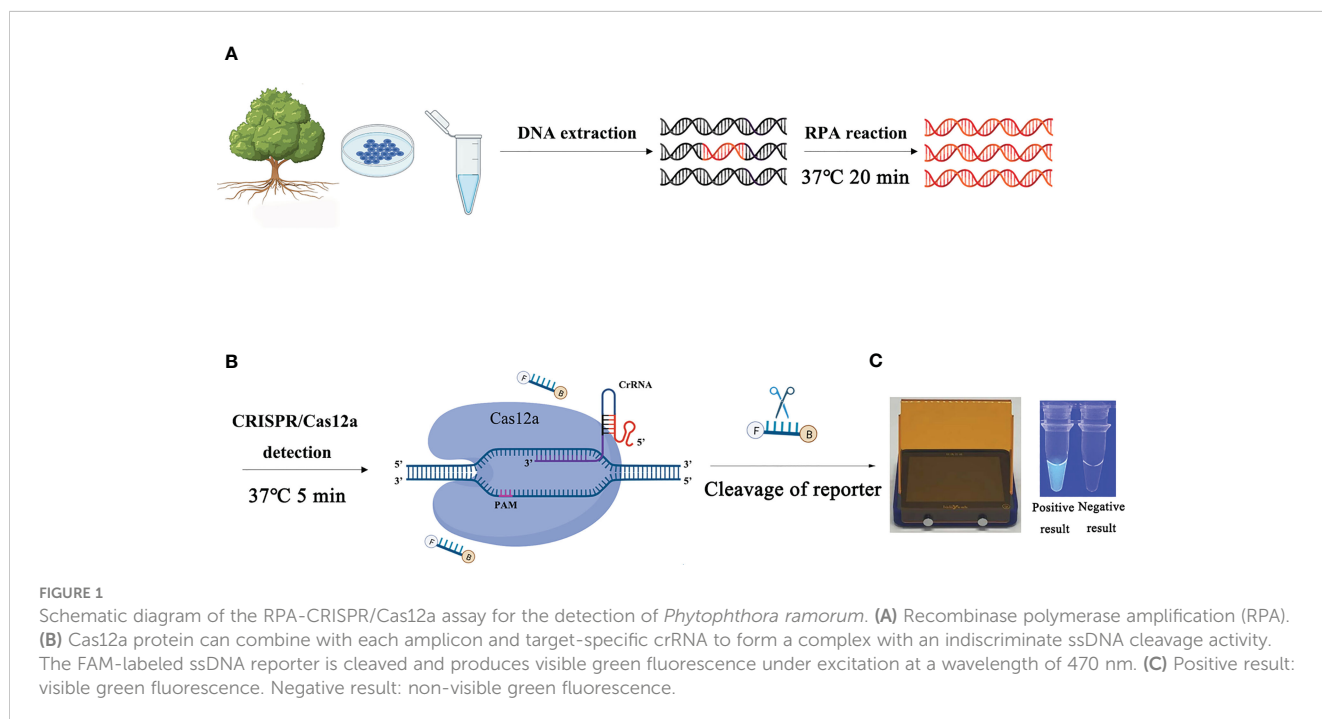 A
DNA extraction
RPA reaction
37℃ 20 min
B
CRISPR/Cas12a
detection
37℃ 5 min
F
B
Cas12a
CrRNA
5'
3'
5'
3'
3'
5'
PAM
F
B
F
B
Cleavage of reporter
C
Positive Negative
result result
FIGURE 1
Schematic diagram of the RPA-CRISPR/Cas12a assay for the detection of Phytophthora ramorum. (A) Recombinase polymerase amplification (RPA).
(B) Cas12a protein can combine with each amplicon and target-specific crRNA to form a complex with an indiscriminate ssDNA cleavage activity.
The FAM-labeled ssDNA reporter is cleaved and produces visible green fluorescence under excitation at a wavelength of 470 nm. (C) Positive result:
visible green fluorescence. Negative result: non-visible green fluorescence.